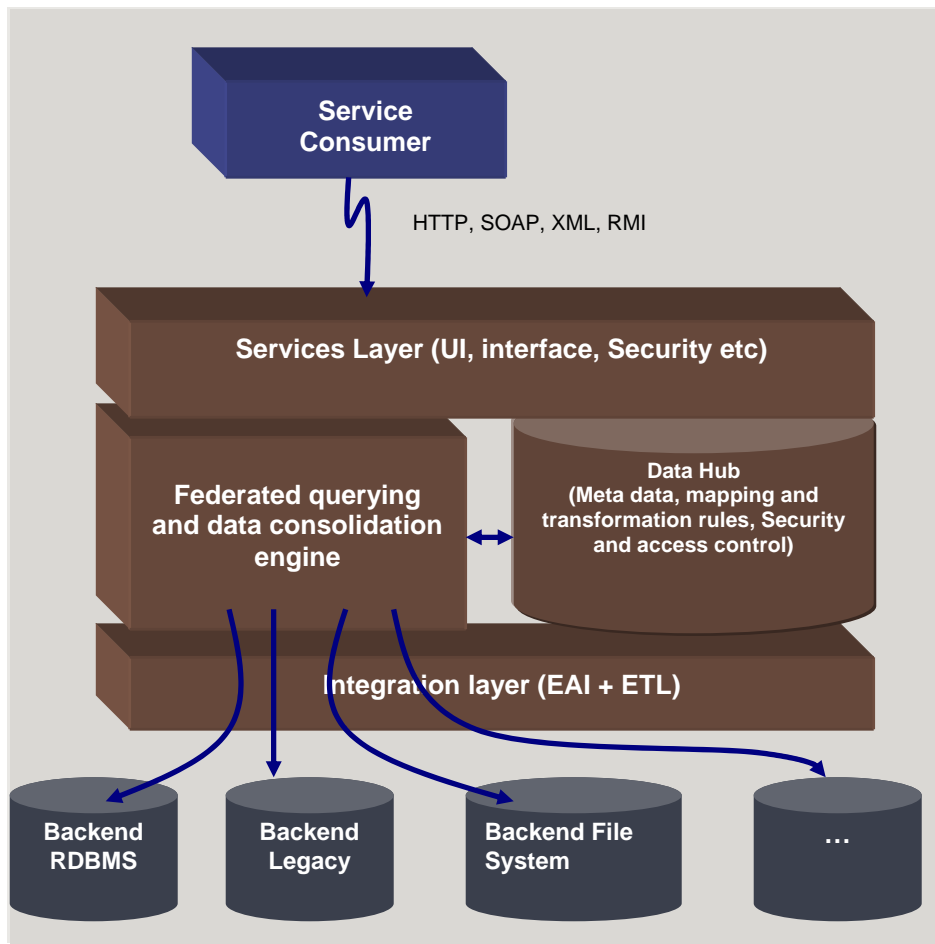 Service
Consumer
HTTP, SOAP, XML, RMI
Services Layer (UI, interface, Security etc)
Federated querying
and data consolidation
engine
Data Hub
(Meta data, mapping and
transformation rules, Security
and access control)
Integration layer (EAI + ETL)
Backend
RDBMS
Backend
Legacy
Backend File
System
...